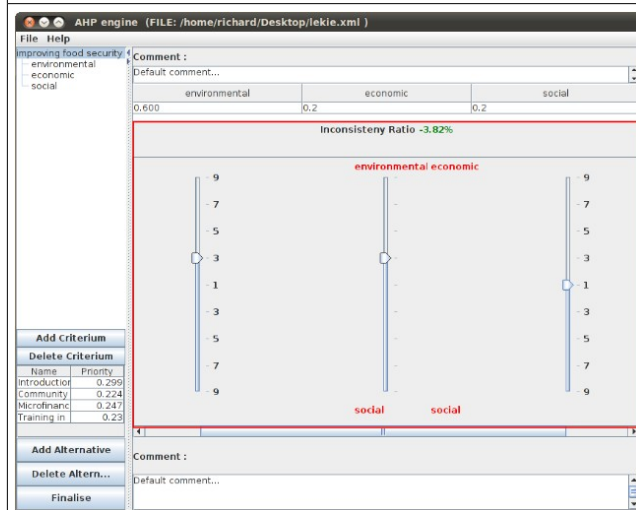 AHP engine (FILE: /home/richard/Desktop/lekie.xml )
File Help
improving food security
environmental
economic
social
Comment :
Default comment...
environmental economic social
0.600 0.2 0.2
Inconsisteny Ratio -3.82%
environmental economic
9 9
7 7
5 5
3 3
1 1
3 3
5 5
7 7
9 9
social social
Add Criterium
Delete Criterium
Name Priority
Introduction 0.299
Community 0.224
Microfinanc 0.247
Training in 0.23
Add Alternative
Delete Altern...
Finalise
Comment :
Default comment...